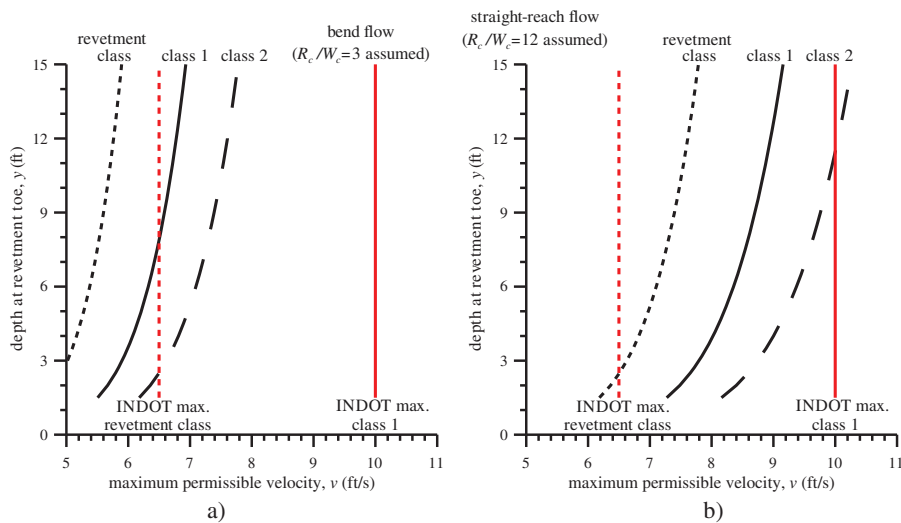 bend flow
(Rc/Wc=3 assumed)
revetment
class
class 1
class 2
15
12
9
6
3
0
depth at revetment toe, y (ft)
INDOT max.
revetment class
INDOT max.
class 1
5
6
7
8
9
10
11
maximum permissible velocity, v (ft/s)
a)
straight-reach flow
(Rc/Wc=12 assumed)
revetment
class
class 1
class 2
15
12
9
6
3
0
depth at revetment toe, y (ft)
INDOT max.
revetment class
INDOT max.
class 1
5
6
7
8
9
10
11
maximum permissible velocity, v (ft/s)
b)